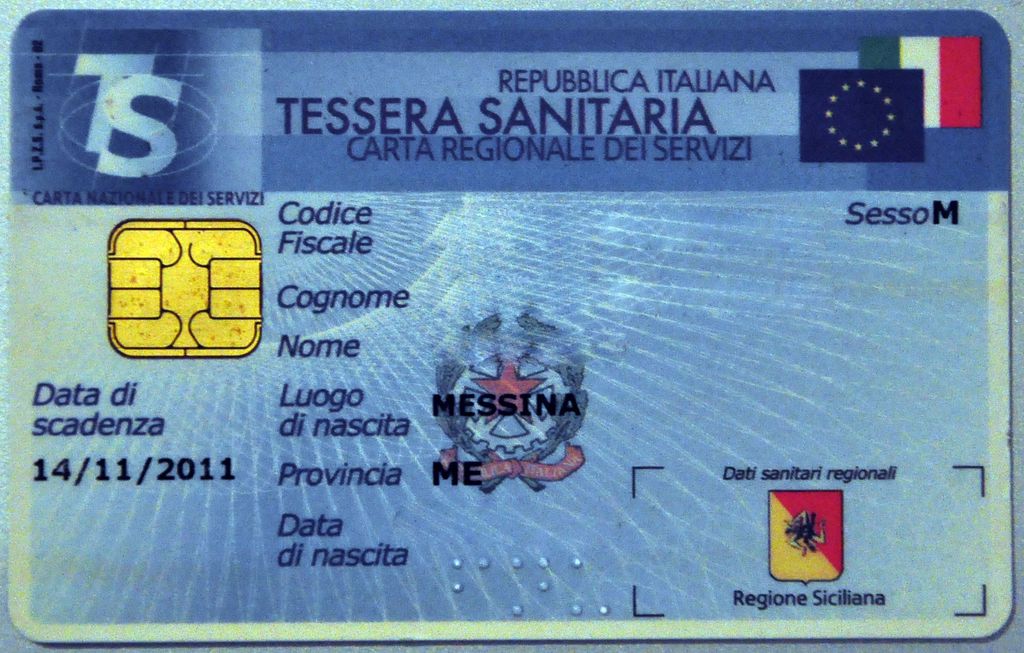 I.P.Z.S. S.p.A. - Roma - 02
TS
CARTA NAZIONALE DEI SERVIZI
REPUBBLICA ITALIANA
TESSERA SANITARIA
CARTA REGIONALE DEI SERVIZI
Codice
Fiscale
Sesso M
Cognome
Nome
Data di
scadenza
14/11/2011
Luogo
di nascita MESSINA
Provincia ME
Data
di nascita
Dati sanitari regionali
Regione Siciliana